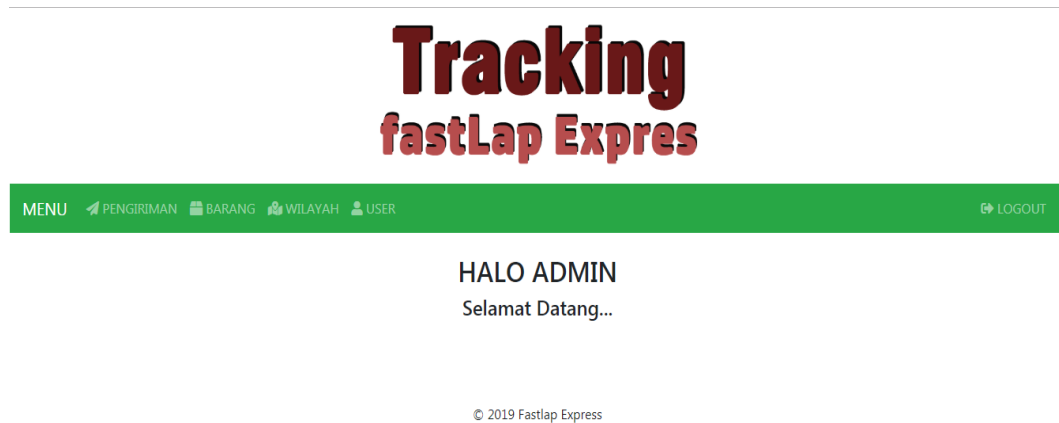 Tracking
fastLap Expres
MENU PENGIRIMAN BARANG WILAYAH USER LOGOUT
HALO ADMIN
Selamat Datang...
© 2019 Fastlap Express